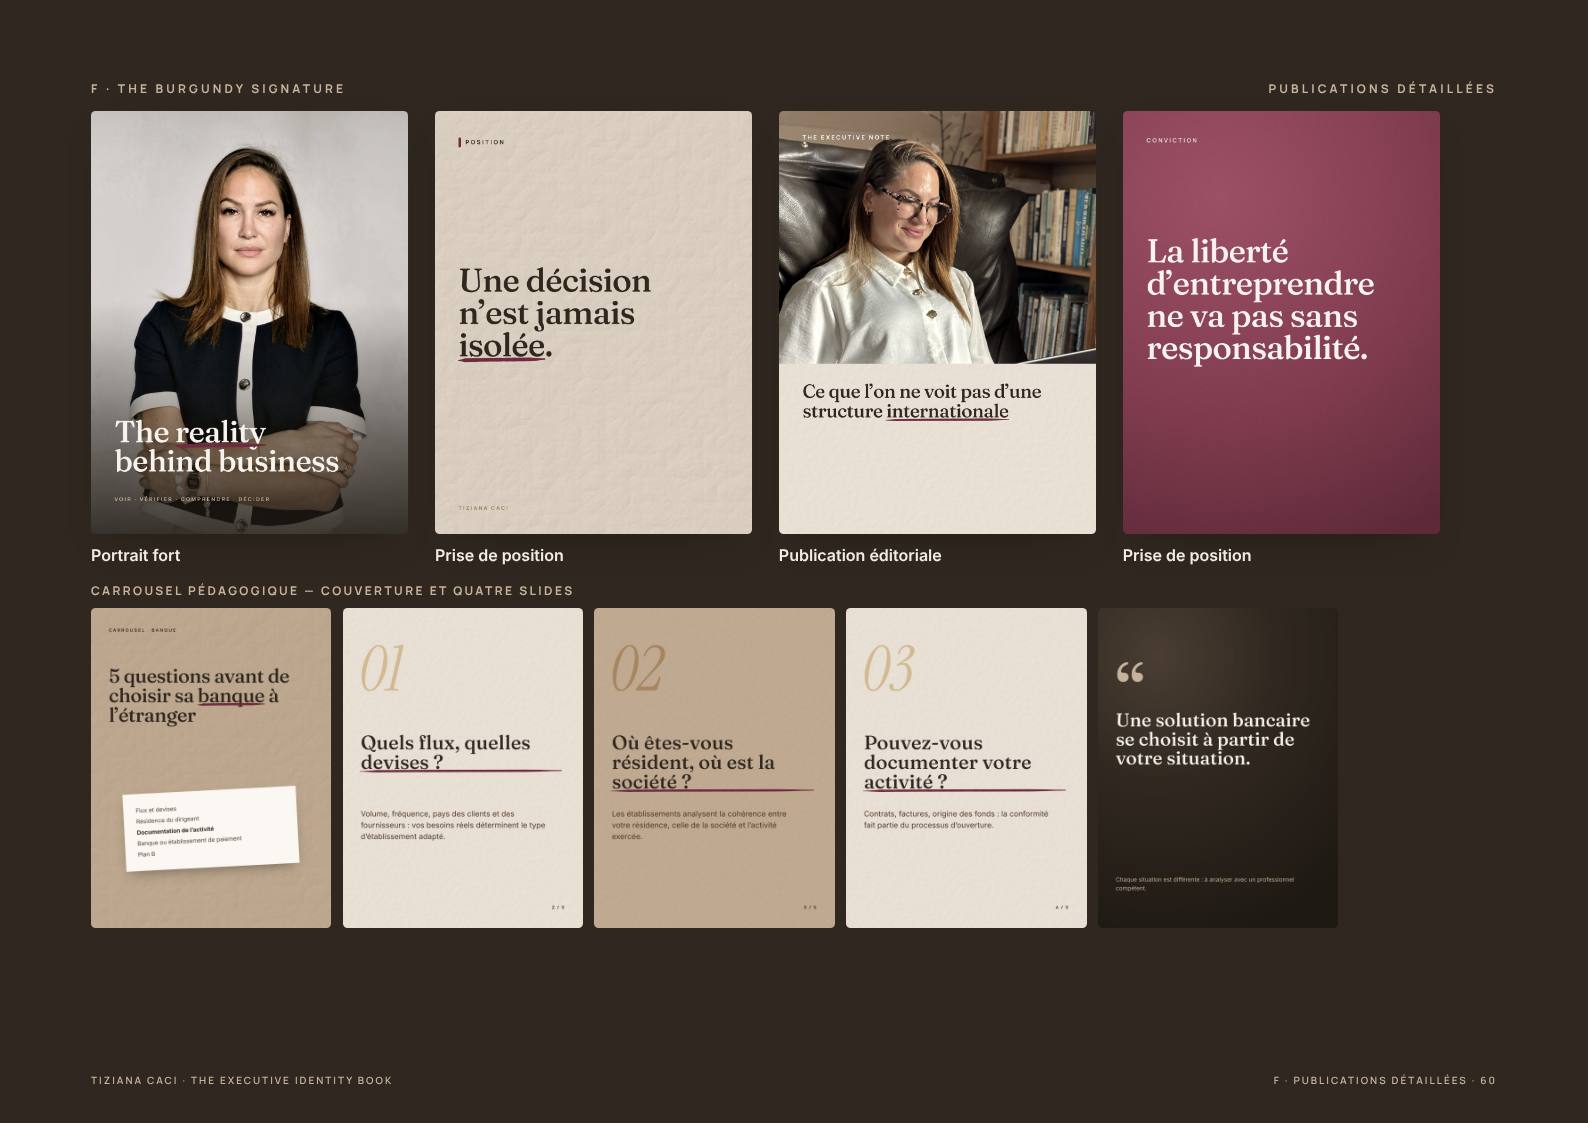 F · THE BURGUNDY SIGNATURE
PUBLICATIONS DÉTAILLÉES
The reality
behind business
VOIR · VÉRIFIER · COMPRENDRE · DÉCIDER
Portrait fort
POSITION
Une décision
n’est jamais
isolée.
TIZIANA CACI
Prise de position
THE EXECUTIVE NOTE
Ce que l’on ne voit pas d’une
structure internationale
Publication éditoriale
CONVICTION
La liberté
d’entreprendre
ne va pas sans
responsabilité.
Prise de position
CARROUSEL PÉDAGOGIQUE — COUVERTURE ET QUATRE SLIDES
CARROUSEL · BANQUE
5 questions avant de
choisir sa banque à
l’étranger
Flux et devises
Résidence du dirigeant
Documentation de l’activité
Banque ou établissement de paiement
Plan B
01
Quels flux, quelles
devises ?
Volume, fréquence, pays des clients et des
fournisseurs : vos besoins réels déterminent le type
d’établissement adapté.
2/5
02
Où êtes-vous
résident, où est la
société ?
Les établissements analysent la cohérence entre
votre résidence, celle de la société et l’activité
exercée.
3/5
03
Pouvez-vous
documenter votre
activité ?
Contrats, factures, origine des fonds : la conformité
fait partie du processus d’ouverture.
4/5
“
Une solution bancaire
se choisit à partir de
votre situation.
Chaque situation est différente : à analyser avec un professionnel
compétent.
TIZIANA CACI · THE EXECUTIVE IDENTITY BOOK
F · PUBLICATIONS DÉTAILLÉES · 60